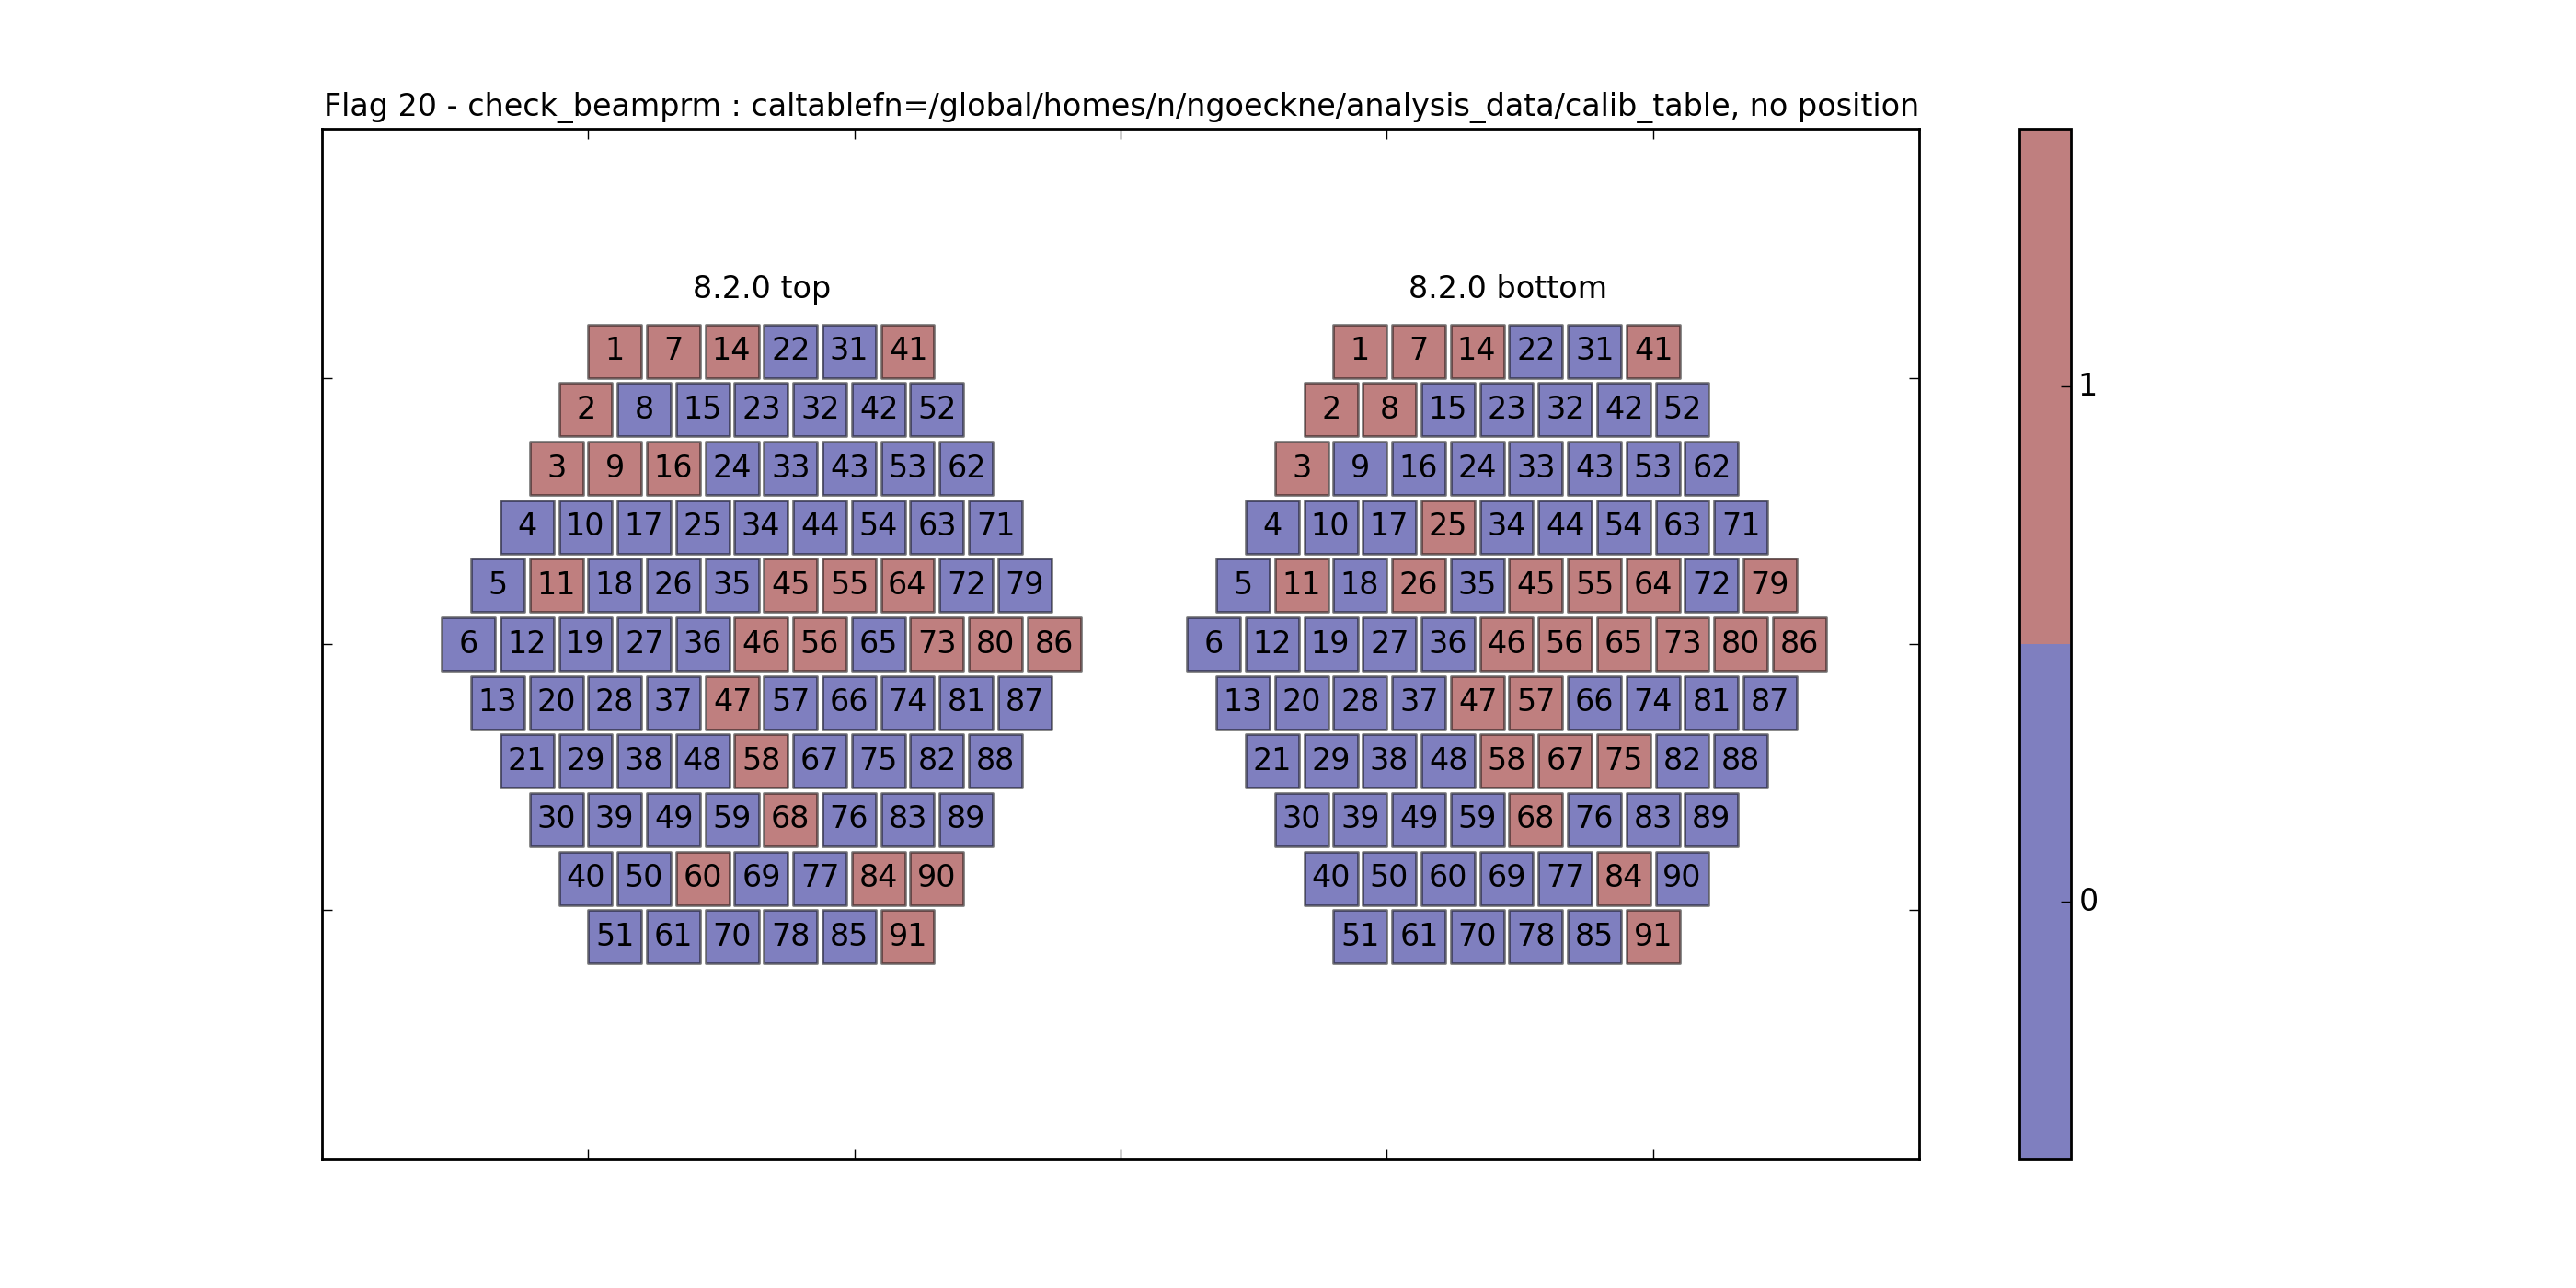 Flag 20 - check_beamprm : caltablefn=/global/homes/n/ngoeckne/analysis_data/calib_table, no position
8.2.0 top
1 7 14 22 31 41
2 8 15 23 32 42 52
3 9 16 24 33 43 53 62
4 10 17 25 34 44 54 63 71
5 11 18 26 35 45 55 64 72 79
6 12 19 27 36 46 56 65 73 80 86
13 20 28 37 47 57 66 74 81 87
21 29 38 48 58 67 75 82 88
30 39 49 59 68 76 83 89
40 50 60 69 77 84 90
51 61 70 78 85 91
8.2.0 bottom
1 7 14 22 31 41
2 8 15 23 32 42 52
3 9 16 24 33 43 53 62
4 10 17 25 34 44 54 63 71
5 11 18 26 35 45 55 64 72 79
6 12 19 27 36 46 56 65 73 80 86
13 20 28 37 47 57 66 74 81 87
21 29 38 48 58 67 75 82 88
30 39 49 59 68 76 83 89
40 50 60 69 77 84 90
51 61 70 78 85 91
1
0